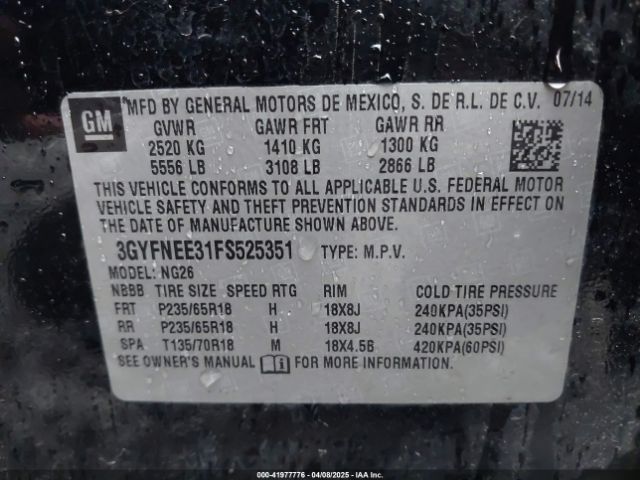 GM
MFD BY GENERAL MOTORS DE MEXICO, S. DE R.L. DE C.V. 07/14
GVWR GAWR FRT GAWR RR
2520 KG 1410 KG 1300 KG
5556 LB 3108 LB 2866 LB
THIS VEHICLE CONFORMS TO ALL APPLICABLE U.S. FEDERAL MOTOR
VEHICLE SAFETY AND THEFT PREVENTION STANDARDS IN EFFECT ON
THE DATE OF MANUFACTURE SHOWN ABOVE.
3GYFNEE31FS525351 TYPE: M.P.V.
MODEL: NG26
NBBB TIRE SIZE SPEED RTG RIM COLD TIRE PRESSURE
FRT P235/65R18 H 18X8J 240KPA(35PSI)
RR P235/65R18 H 18X8J 240KPA(35PSI)
SPA T135/70R18 M 18X4.5B 420KPA(60PSI)
SEE OWNER'S MANUAL FOR MORE INFORMATION.
000-41977776 | 04/08/2025 | IAA Inc.